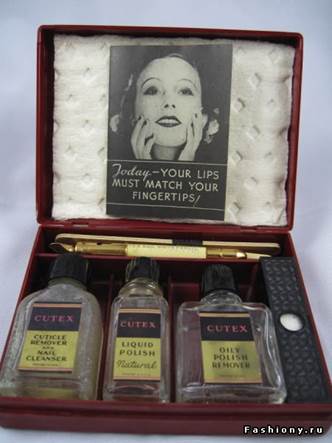 Today—YOUR LIPS
MUST MATCH YOUR
FINGERTIPS!
CUTEX
CUTICLE
REMOVER
AND
NAIL
CLEANSER
CUTEX
LIQUID
POLISH
Natural
CUTEX
OILY
POLISH
REMOVER
Fashiony.ru